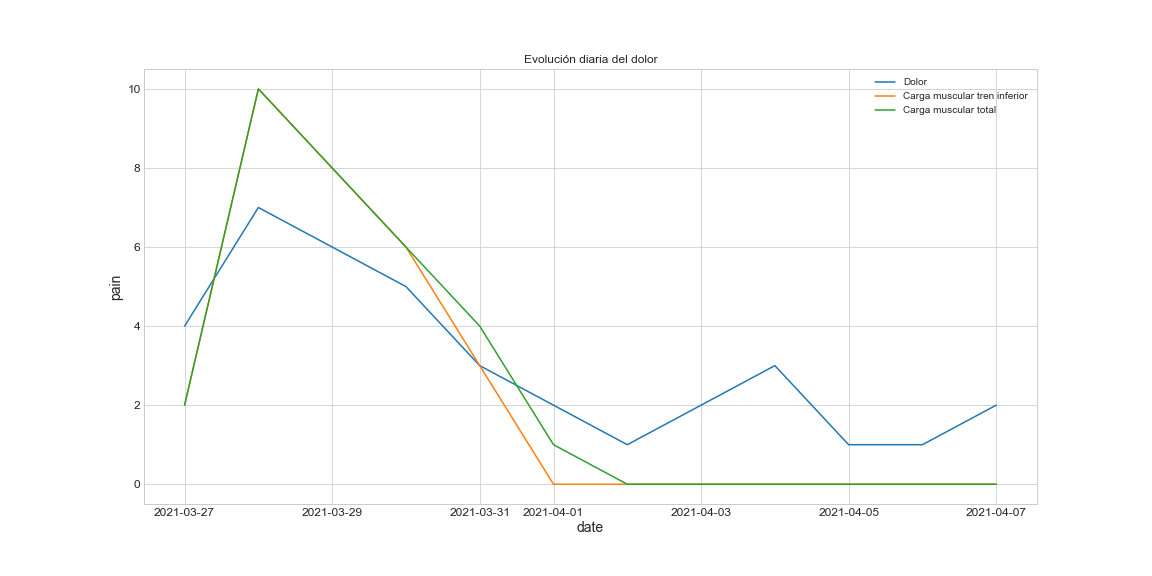 Evolución diaria del dolor
Dolor
Carga muscular tren inferior
Carga muscular total
10
8
6
4
2
0
pain
2021-03-27 2021-03-29 2021-03-31 2021-04-01 2021-04-03 2021-04-05 2021-04-07
date